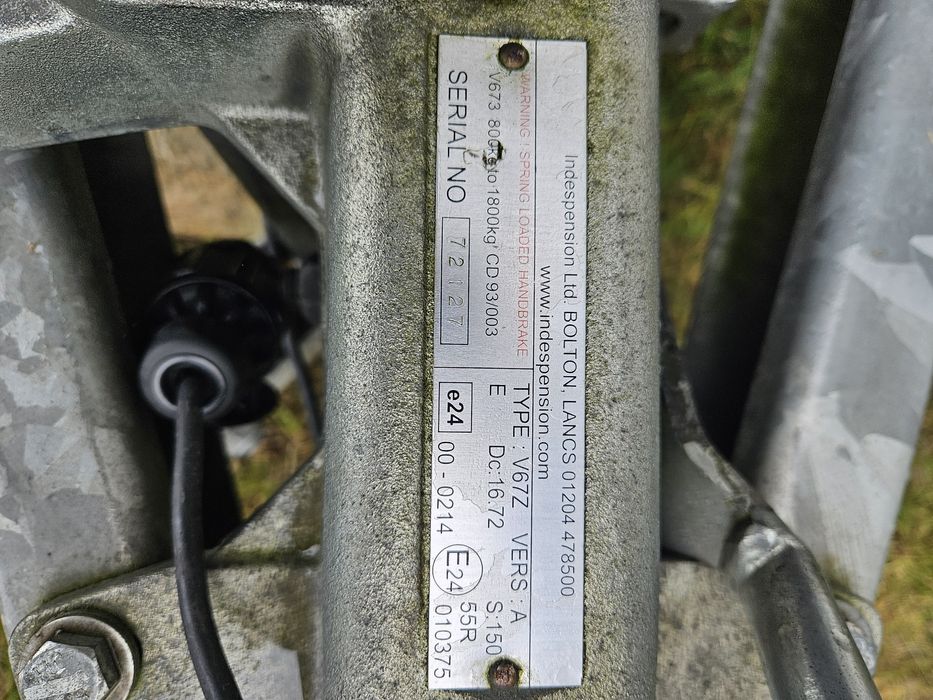 Indespension Ltd. BOLTON, LANCS 01204 478500
www.indespension.com
WARNING ! SPRING LOADED HANDBRAKE
V673 800kg to 1800kg' CD 93/003
SERIAL NO 72127
TYPE : V67Z VERS : A
E Dc:16.72 S:150
e24 00 - 0214 E24 55R 010375